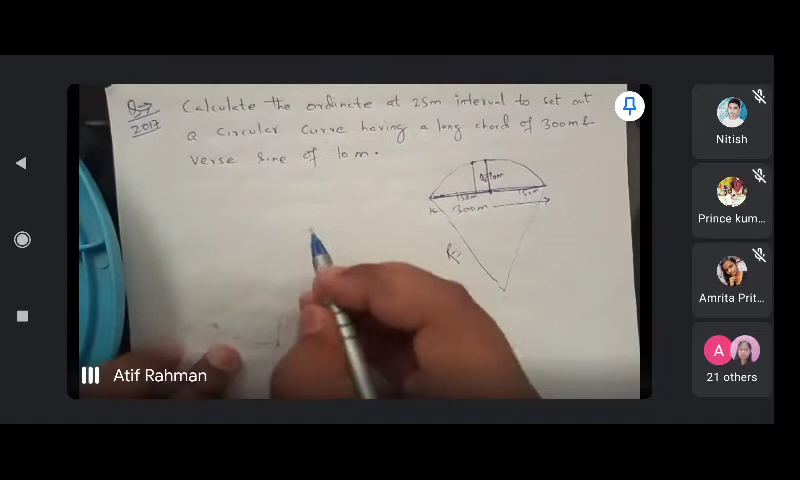 Q→ Calculate the ordinate at 25m interval to set out
2017 a circular curve having a long chord of 300m &
verse sine of 10m.
10m
150m 150m
300m
R
Atif Rahman
Nitish
Prince kum...
Amrita Prit...
A
21 others